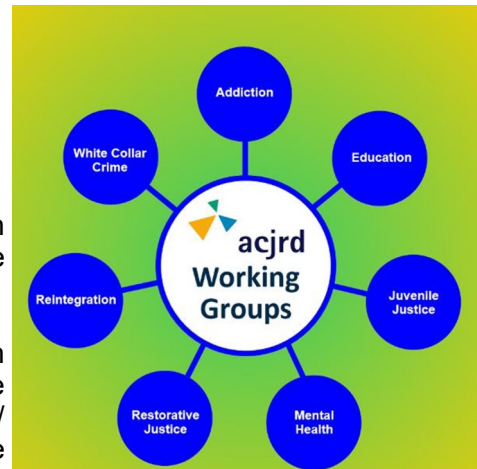 Addiction
Education
Juvenile
Justice
Mental
Health
Restorative
Justice
Reintegration
White Collar
Crime
acjrd
Working
Groups